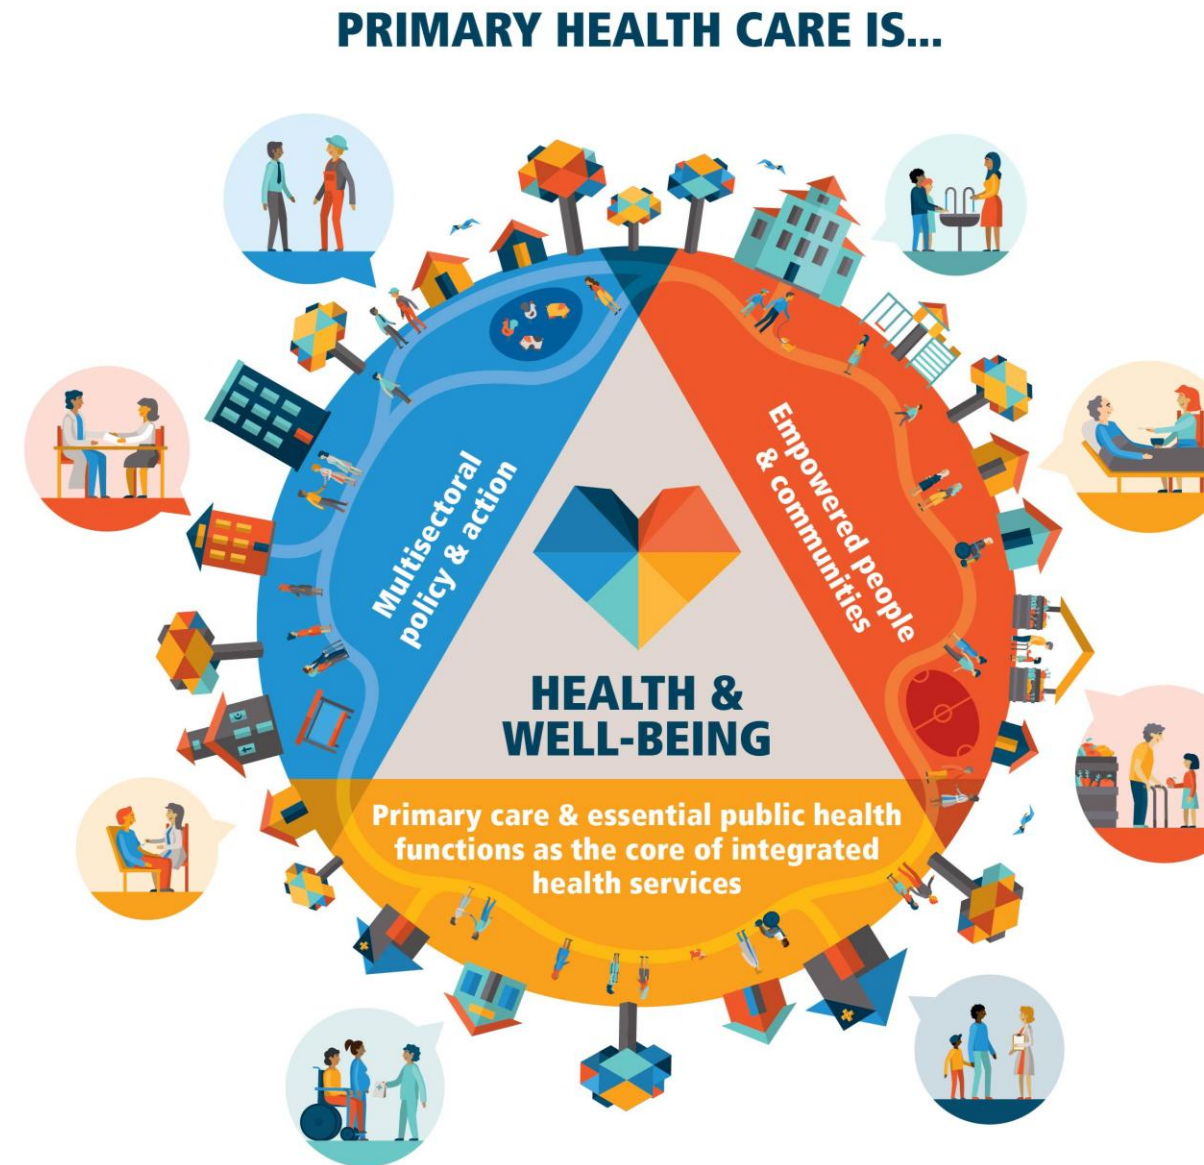 PRIMARY HEALTH CARE IS...
Multisectoral
policy & action
Empowered people
& communities
HEALTH &
WELL-BEING
Primary care & essential public health
functions as the core of integrated
health services